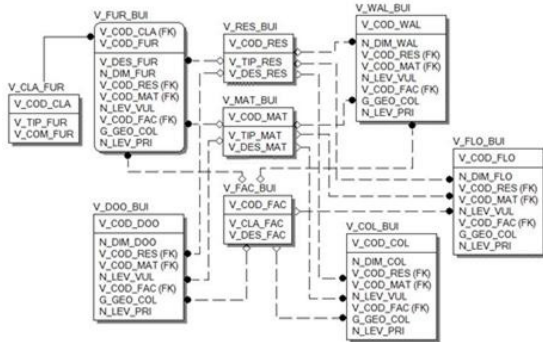 V_FUR_BUI
V_COD_CLA (FK)
V_COD_FUR
V_DES_FUR
N_DIM_FUR
V_COD_RES (FK)
V_COD_MAT (FK)
N_LEV_VUL
V_COD_FAC (FK)
G_GEO_COL
N_LEV_PRI
V_RES_BUI
V_COD_RES
V_TIP_RES
V_DES_RES
V_WAL_BUI
V_COD_WAL
N_DIM_WAL
V_COD_RES (FK)
V_COD_MAT (FK)
N_LEV_VUL
V_COD_FAC (FK)
G_GEO_COL
N_LEV_PRI
V_CLA_FUR
V_COD_CLA
V_TIP_FUR
V_COM_FUR
V_MAT_BUI
V_COD_MAT
V_TIP_MAT
V_DES_MAT
V_FLO_BUI
V_COD_FLO
N_DIM_FLO
V_COD_RES (FK)
V_COD_MAT (FK)
N_LEV_VUL
V_COD_FAC (FK)
G_GEO_COL
N_LEV_PRI
V_FAC_BUI
V_COD_FAC
V_CLA_FAC
V_DES_FAC
V_DOO_BUI
V_COD_DOO
N_DIM_DOO
V_COD_RES (FK)
V_COD_MAT (FK)
N_LEV_VUL
V_COD_FAC (FK)
G_GEO_COL
N_LEV_PRI
V_COL_BUI
V_COD_COL
N_DIM_COL
V_COD_RES (FK)
V_COD_MAT (FK)
N_LEV_VUL
V_COD_FAC (FK)
G_GEO_COL
N_LEV_PRI